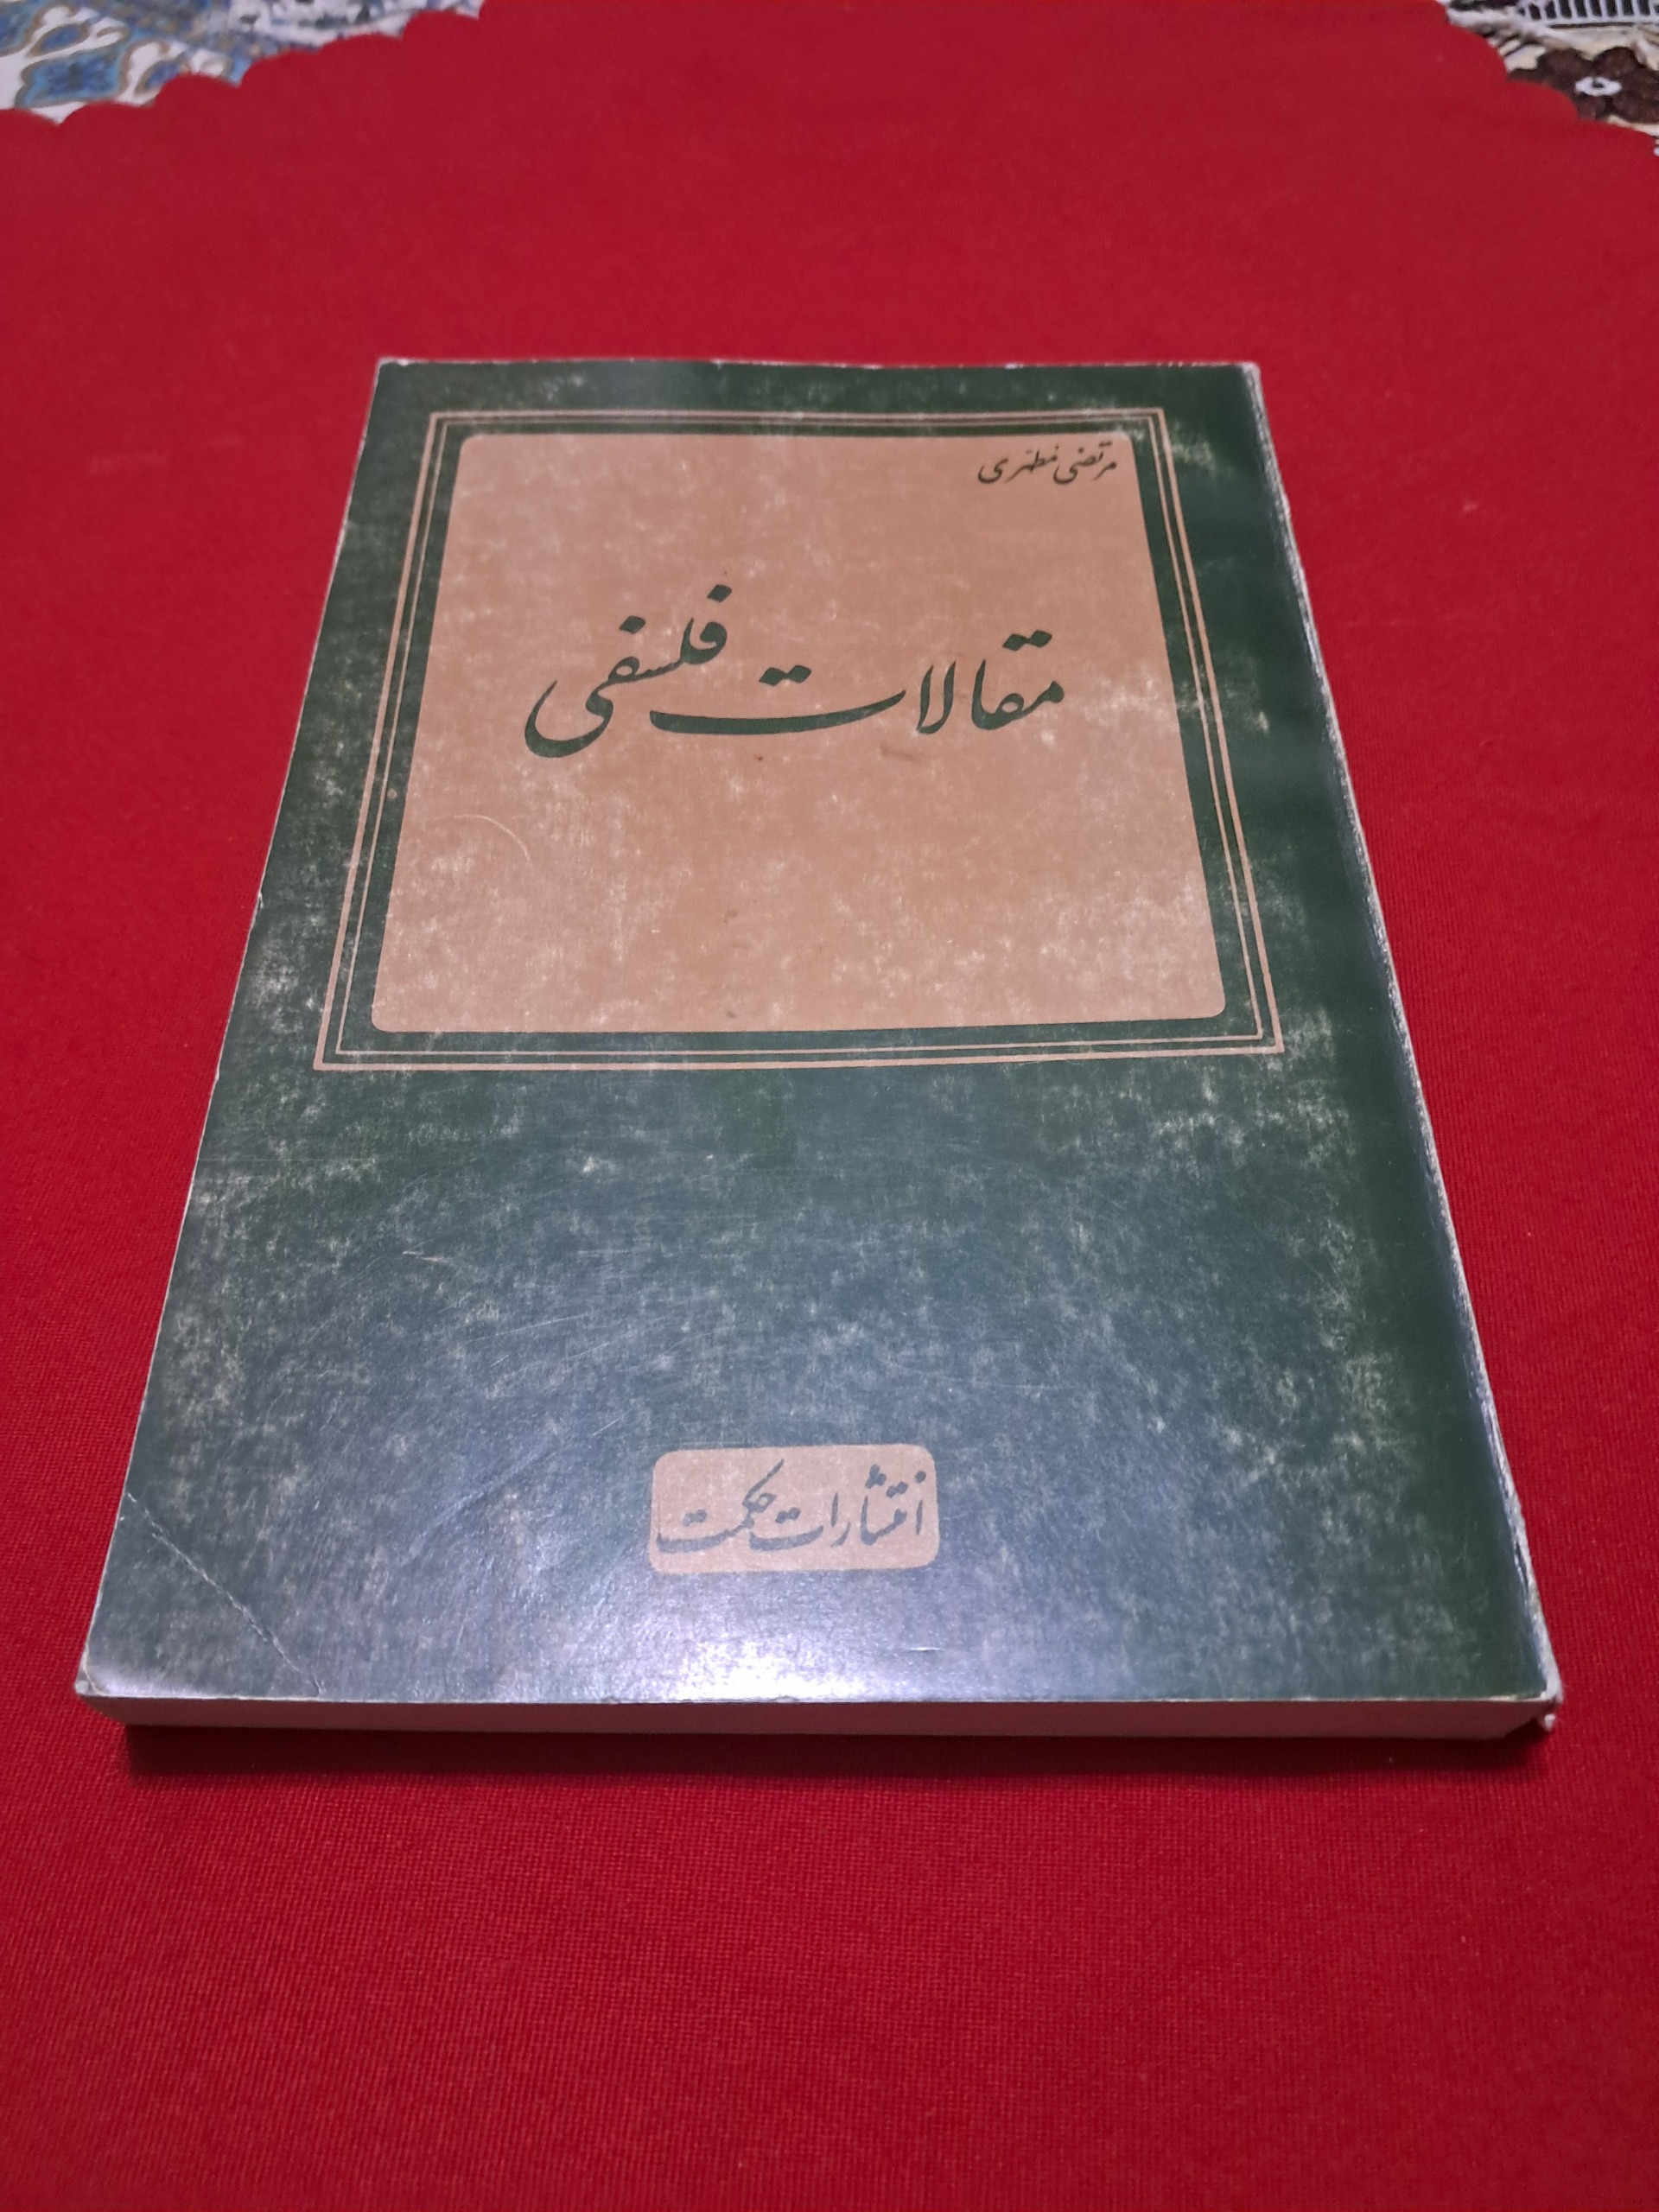 مرتضی مطهری
مقالات فلسفی
انتشارات حکمت